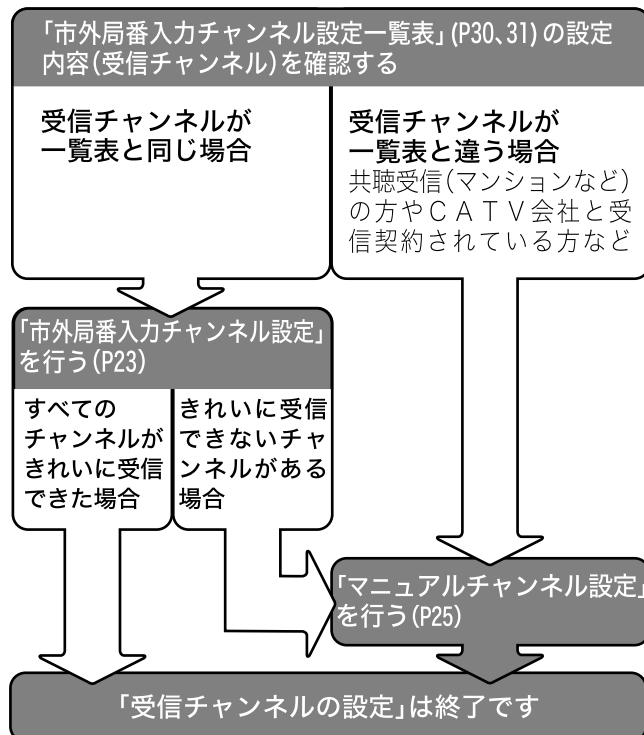 「市外局番入力チャンネル設定一覧表」(P30、31)の設定
内容(受信チャンネル)を確認する
受信チャンネルが
一覧表と同じ場合
受信チャンネルが
一覧表と違う場合
共聴受信(マンションなど)
の方やCATV会社と受
信契約されている方など
「市外局番入力チャンネル設定」
を行う(P23)
すべての
チャンネルが
きれいに受信
できた場合
きれいに受信
できないチャ
ンネルがある
場合
「マニュアルチャンネル設定」
を行う(P25)
「受信チャンネルの設定」は終了です